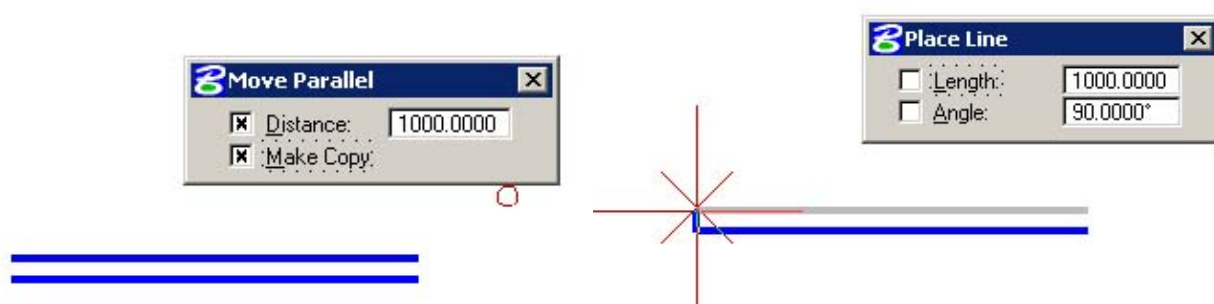 Move Parallel
Distance: 1000.0000
Make Copy:
Place Line
Length: 1000.0000
Angle: 90.0000°